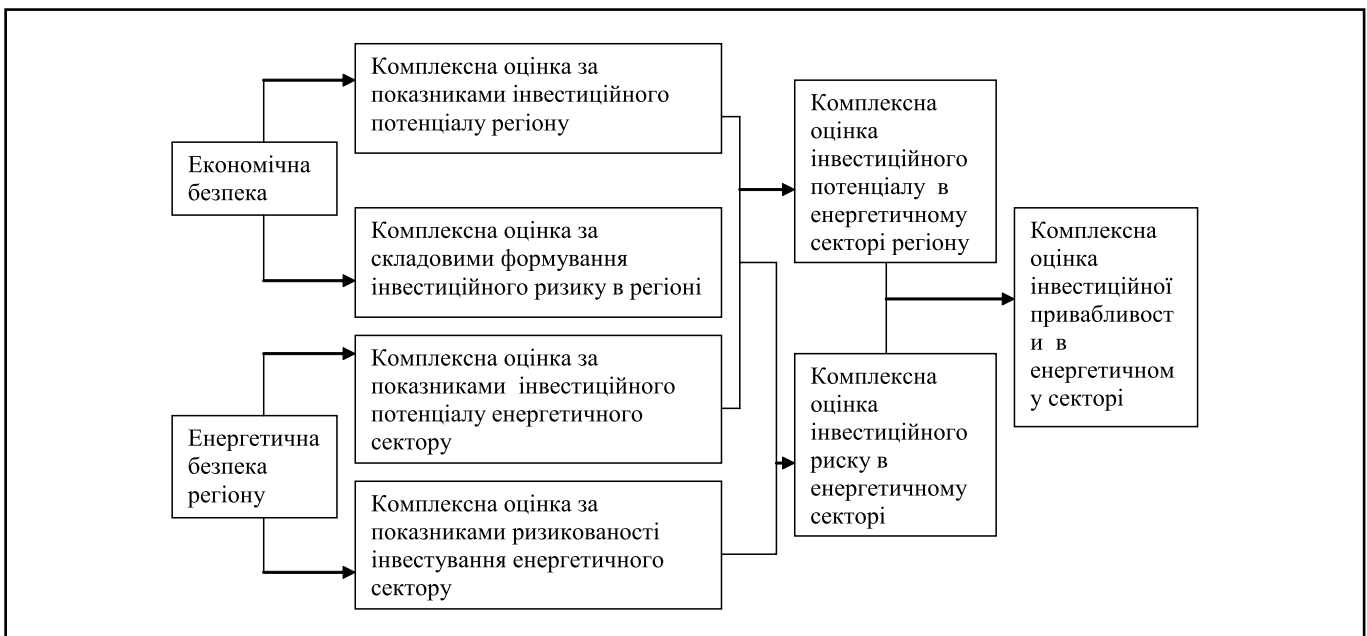 Економічна
безпека
Енергетична
безпека
регіону
Комплексна оцінка за
показниками інвестиційного
потенціалу регіону
Комплексна оцінка за
складовими формування
інвестиційного ризику в регіоні
Комплексна оцінка за
показниками інвестиційного
потенціалу енергетичного
сектору
Комплексна оцінка за
показниками ризикованості
інвестування енергетичного
сектору
Комплексна
оцінка
інвестиційного
потенціалу в
енергетичному
секторі регіону
Комплексна
оцінка
інвестиційного
риску в
енергетичному
секторі
Комплексна
оцінка
інвестиційної
привабливост
и в
енергетичном
у секторі